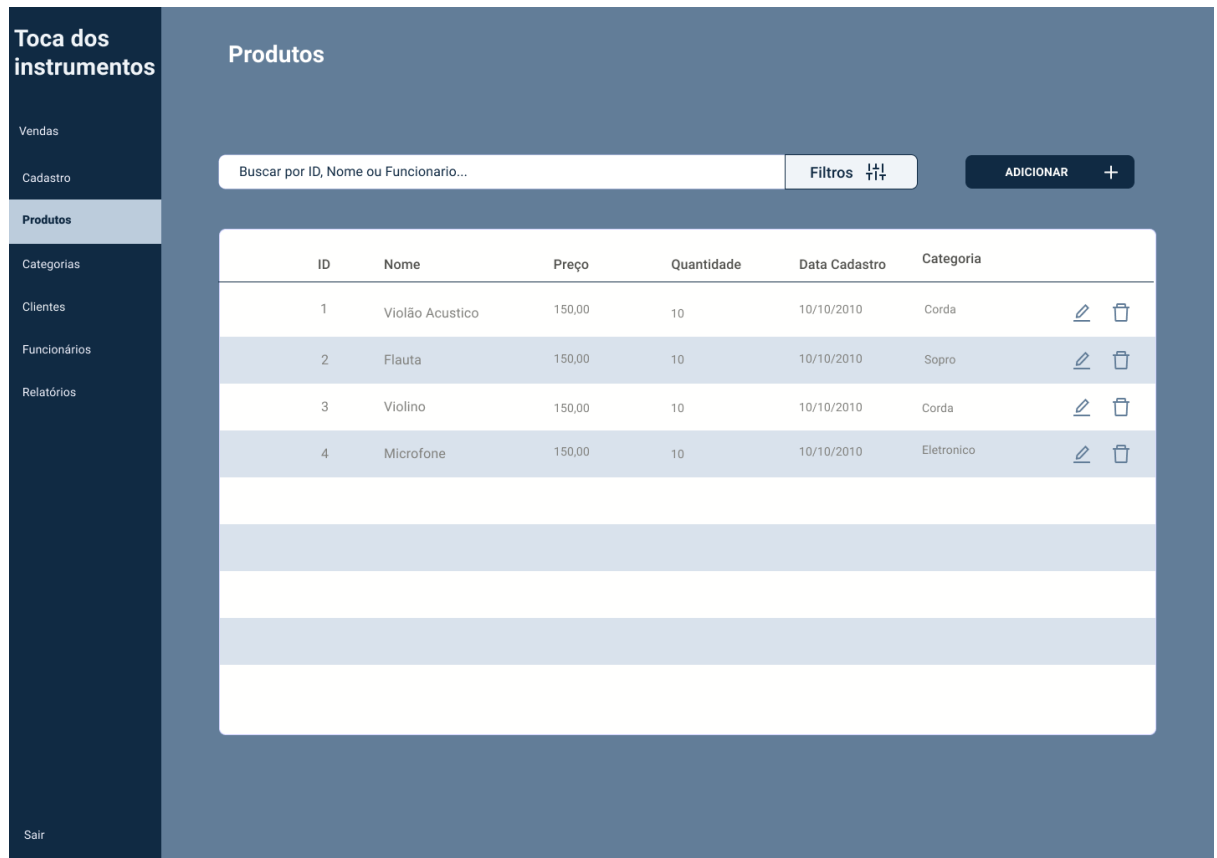 Toca dos
instrumentos
Vendas
Cadastro
Produtos
Categorias
Clientes
Funcionários
Relatórios
Sair
Produtos
Buscar por ID, Nome ou Funcionario...
Filtros
ADICIONAR
ID Nome Preço Quantidade Data Cadastro Categoria
1 Violão Acustico 150,00 10 10/10/2010 Corda
2 Flauta 150,00 10 10/10/2010 Sopro
3 Violino 150,00 10 10/10/2010 Corda
4 Microfone 150,00 10 10/10/2010 Eletronico